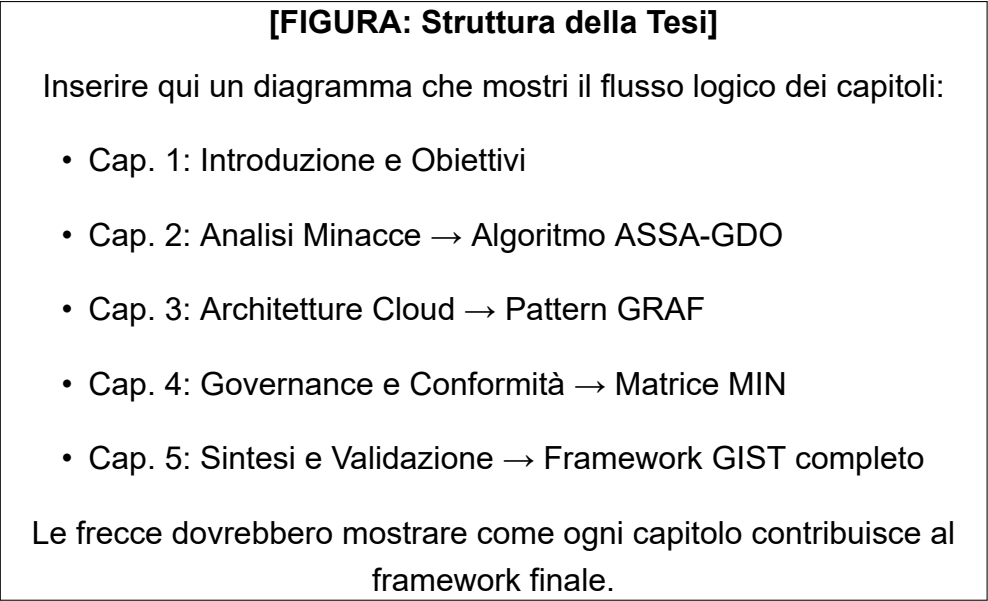 [FIGURA: Struttura della Tesi]
Inserire qui un diagramma che mostri il flusso logico dei capitoli:
• Cap. 1: Introduzione e Obiettivi
• Cap. 2: Analisi Minacce → Algoritmo ASSA-GDO
• Cap. 3: Architetture Cloud → Pattern GRAF
• Cap. 4: Governance e Conformità → Matrice MIN
• Cap. 5: Sintesi e Validazione → Framework GIST completo
Le frecce dovrebbero mostrare come ogni capitolo contribuisce al
framework finale.